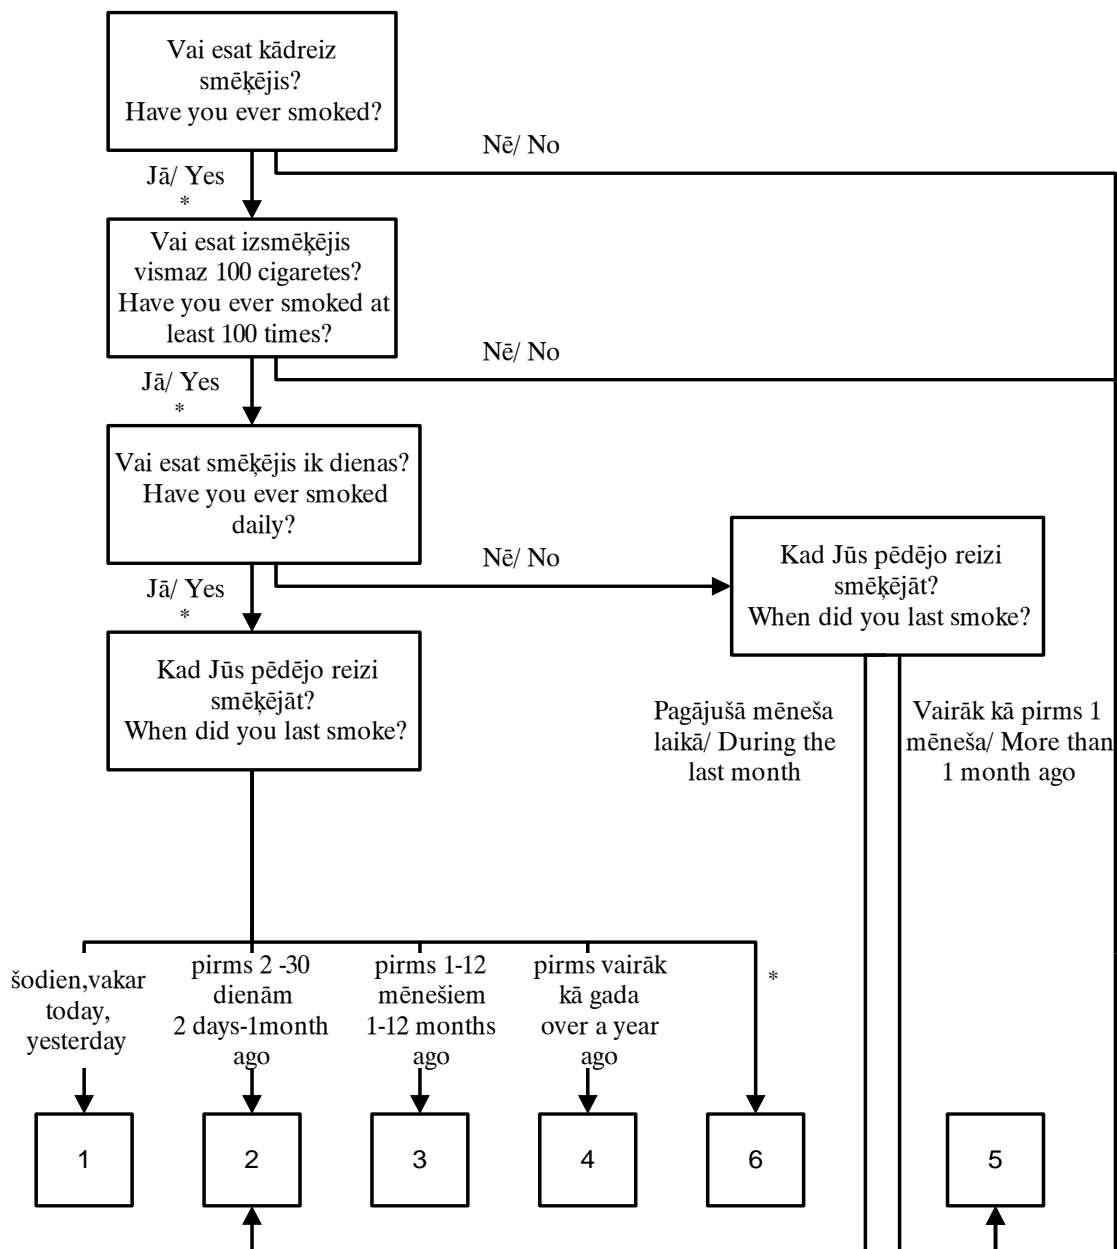 Vai esat kādreiz
smēķējis?
Have you ever smoked?
Nē/ No
Jā/ Yes
*
Vai esat izsmēķējis
vismaz 100 cigaretes?
Have you ever smoked at
least 100 times?
Nē/ No
Jā/ Yes
*
Vai esat smēķējis ik dienas?
Have you ever smoked
daily?
Nē/ No
Jā/ Yes
*
Kad Jūs pēdējo reizi
smēķējāt?
When did you last smoke?
Kad Jūs pēdējo reizi
smēķējāt?
When did you last smoke?
Pagājušā mēneša
laikā/ During the
last month
Vairāk kā pirms 1
mēneša/ More than
1 month ago
šodien,vakar
today,
yesterday
pirms 2 -30
dienām
2 days-1month
ago
pirms 1-12
mēnešiem
1-12 months
ago
pirms vairāk
kā gada
over a year
ago
*
1
2
3
4
6
5